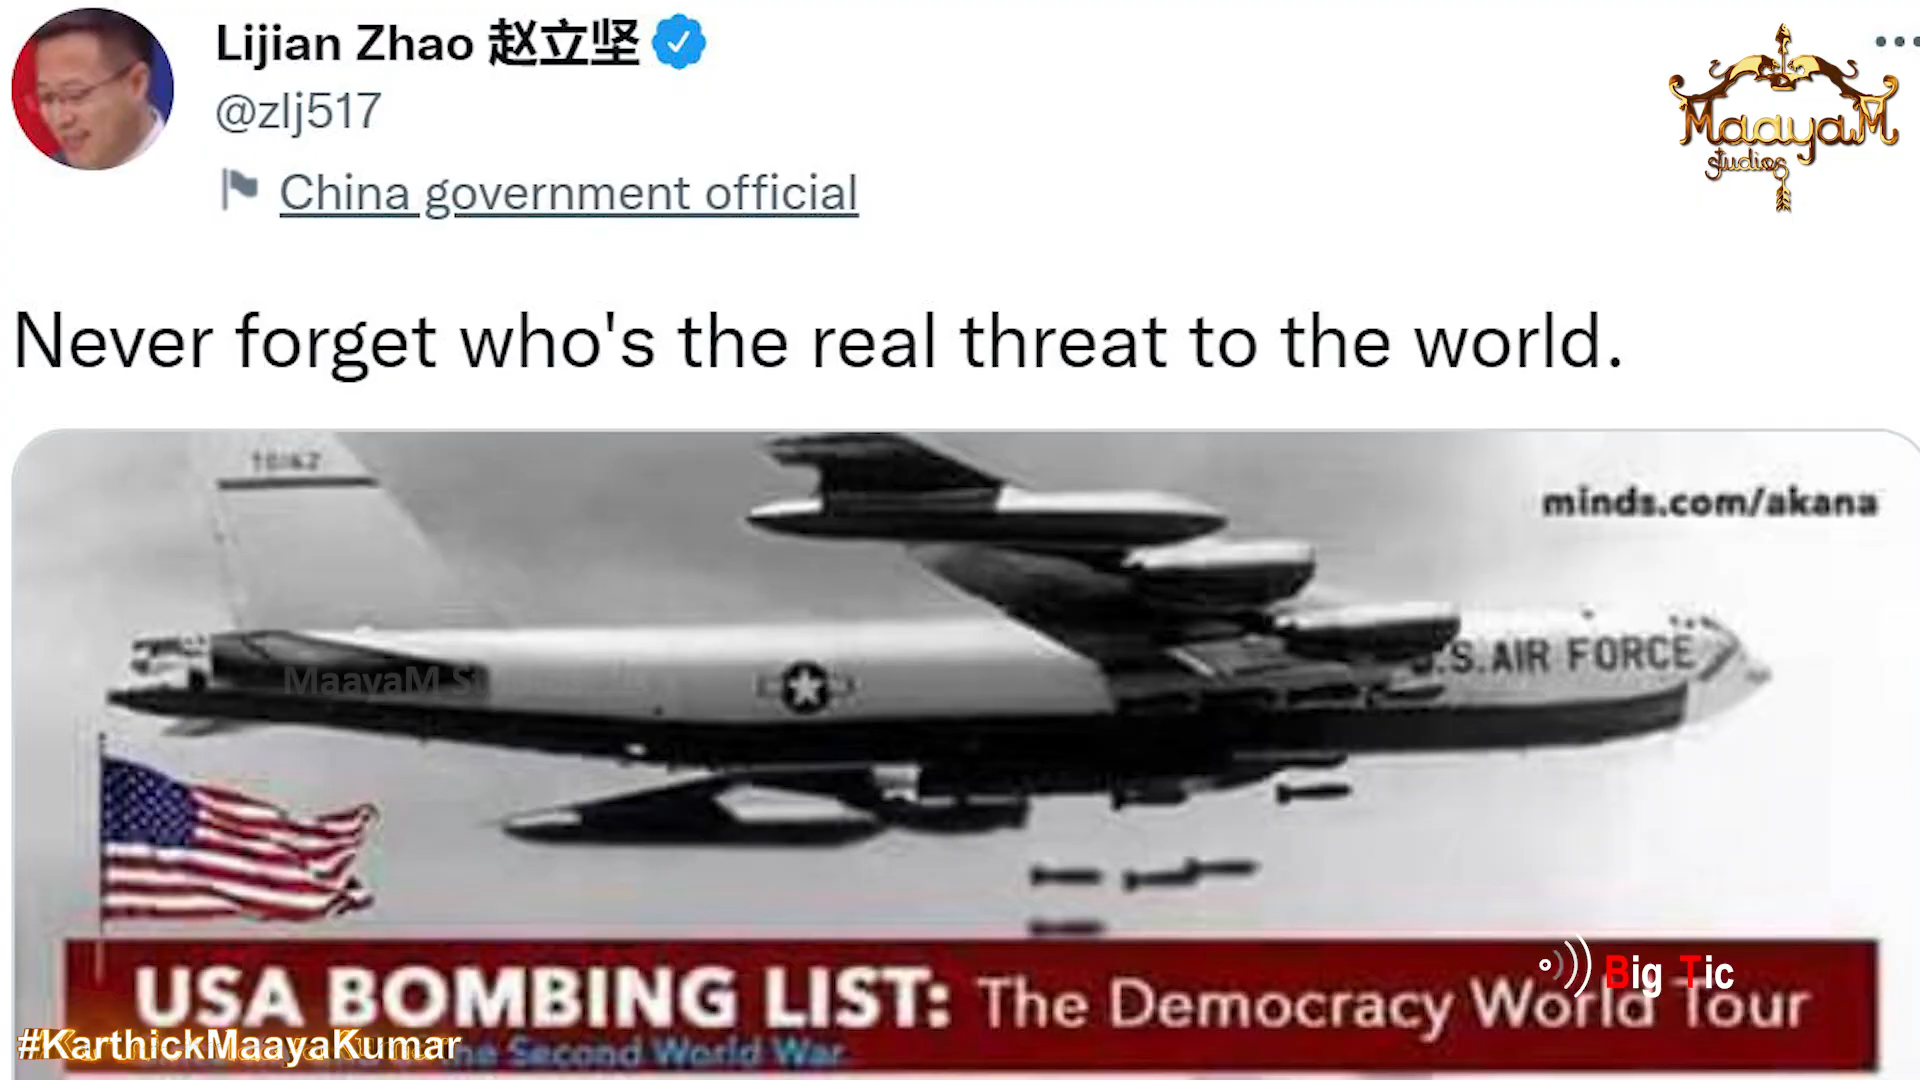 Lijian Zhao 赵立坚
@zlj517
China government official
MaayaM
studios
Never forget who's the real threat to the world.
minds.com/akana
U.S.AIR FORCE
MaayaM
USA BOMBING LIST: The Democracy World Tour
Big Tic
#KarthickMaayaKumar
the Second World War